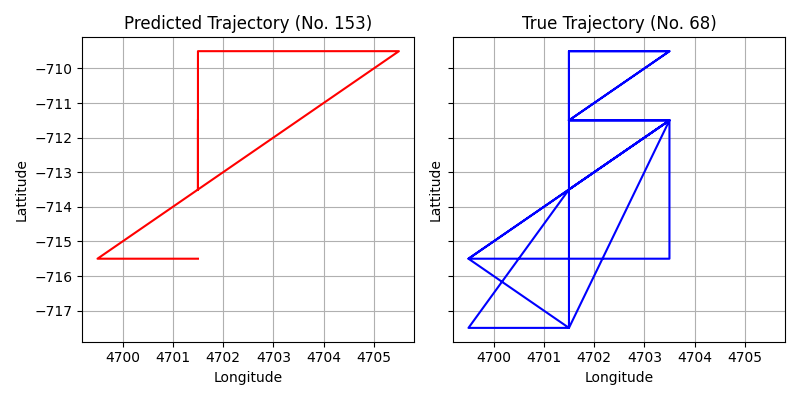 Predicted Trajectory (No. 153)
True Trajectory (No. 68)
Lattitude
−710
−711
−712
−713
−714
−715
−716
−717
4700 4701 4702 4703 4704 4705
Longitude
Lattitude
4700 4701 4702 4703 4704 4705
Longitude